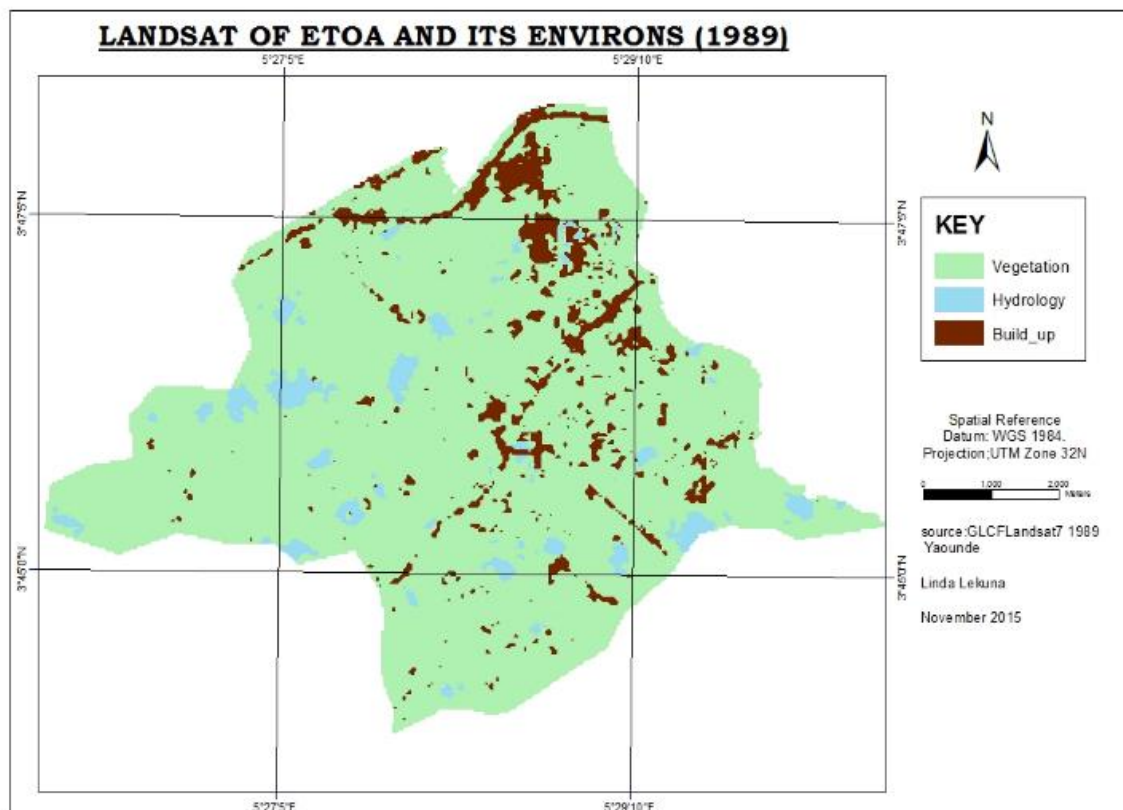 LANDSAT OF ETOA AND ITS ENVIRONS (1989)
5°27'5"E 5°29'10"E
N
3°47'5"N 3°47'5"N
KEY
Vegetation
Hydrology
Build_up
Spatial Reference
Datum: WGS 1984.
Projection;UTM Zone 32N
0 1,000 2,000
Meters
source:GLCFLandsat7 1989
Yaounde
3°45'0"N 3°45'0"N
Linda Lekuna
November 2015
5°27'5"E 5°29'10"E